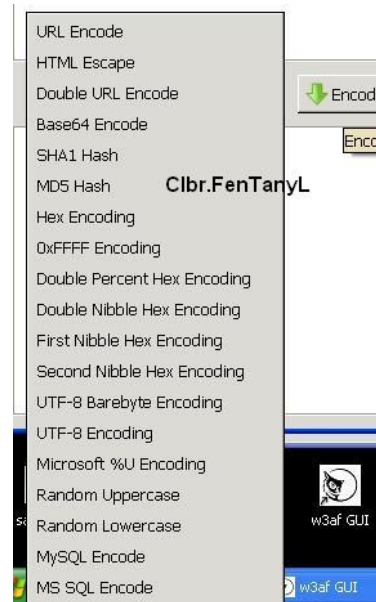 URL Encode
HTML Escape
Double URL Encode
Encod
Base64 Encode
Enco
SHA1 Hash
MD5 Hash
Clbr.FenTanyL
Hex Encoding
0xFFFF Encoding
Double Percent Hex Encoding
Double Nibble Hex Encoding
First Nibble Hex Encoding
Second Nibble Hex Encoding
UTF-8 Barebyte Encoding
UTF-8 Encoding
Microsoft %U Encoding
Random Uppercase
Random Lowercase
w3af GUI
MySQL Encode
MS SQL Encode
w3af GUI